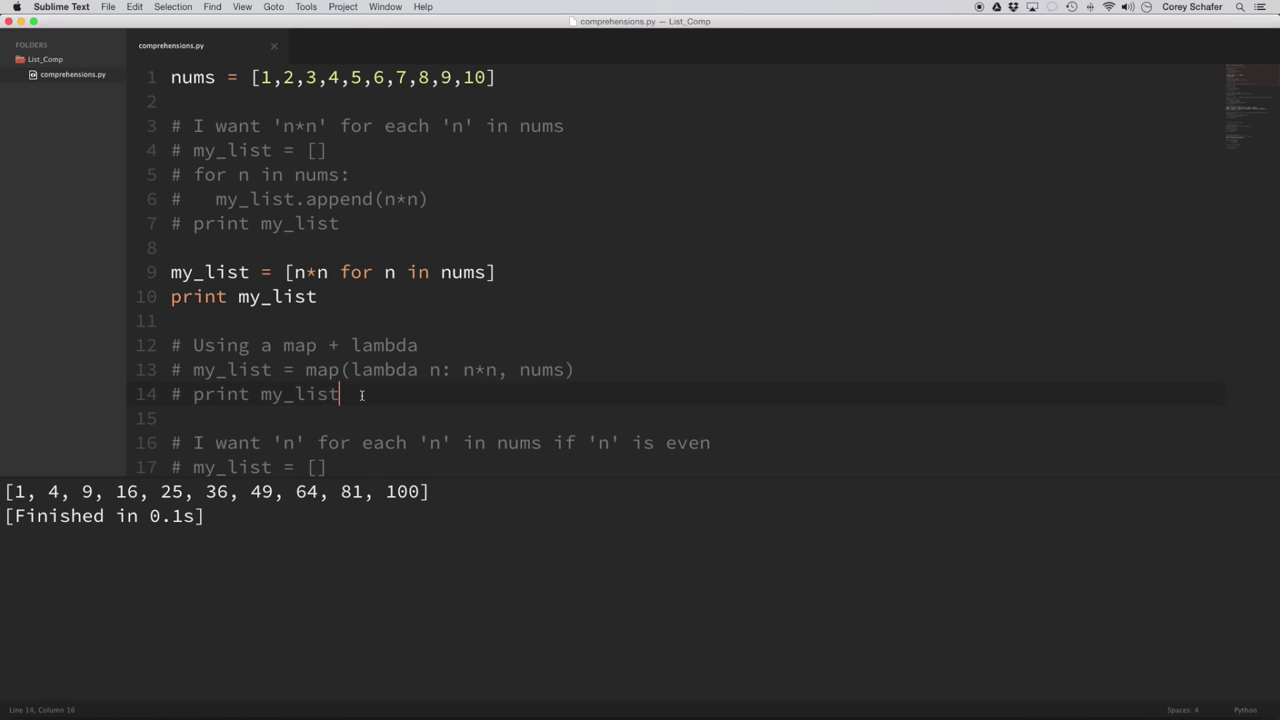 Sublime Text File Edit Selection Find View Goto Tools Project Window Help Corey Schafer
comprehensions.py — List_Comp
FOLDERS
List_Comp
comprehensions.py
comprehensions.py
1 nums = [1,2,3,4,5,6,7,8,9,10]
2
3 # I want 'n*n' for each 'n' in nums
4 # my_list = []
5 # for n in nums:
6 #   my_list.append(n*n)
7 # print my_list
8
9 my_list = [n*n for n in nums]
10 print my_list
11
12 # Using a map + lambda
13 # my_list = map(lambda n: n*n, nums)
14 # print my_list
15
16 # I want 'n' for each 'n' in nums if 'n' is even
17 # my_list = []
[1, 4, 9, 16, 25, 36, 49, 64, 81, 100]
[Finished in 0.1s]
Line 14, Column 16 Spaces: 4 Python